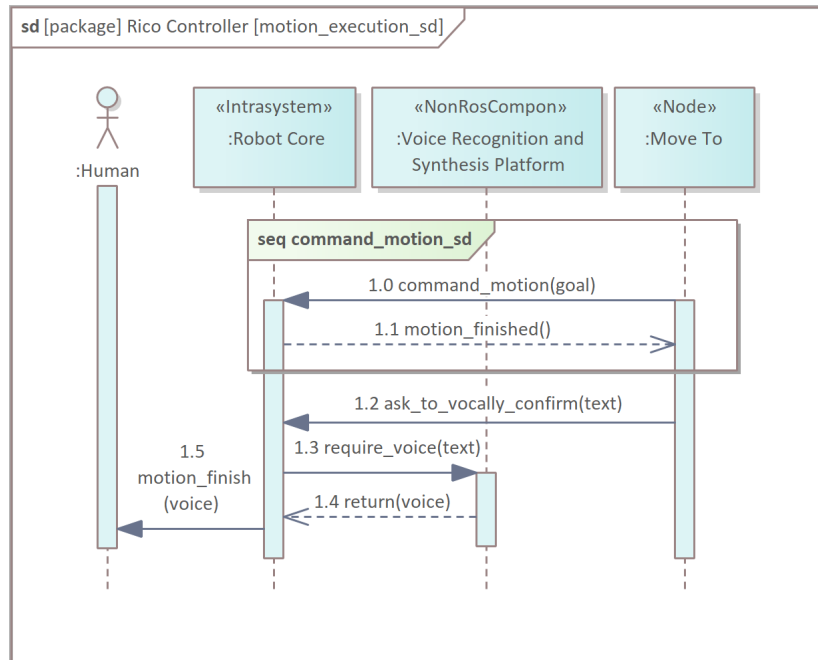 sd [package] Rico Controller [motion_execution_sd]
:Human
«Intrasystem»
:Robot Core
«NonRosCompon»
:Voice Recognition and
Synthesis Platform
«Node»
:Move To
seq command_motion_sd
1.0 command_motion(goal)
1.1 motion_finished()
1.2 ask_to_vocally_confirm(text)
1.3 require_voice(text)
1.4 return(voice)
1.5
motion_finish
(voice)